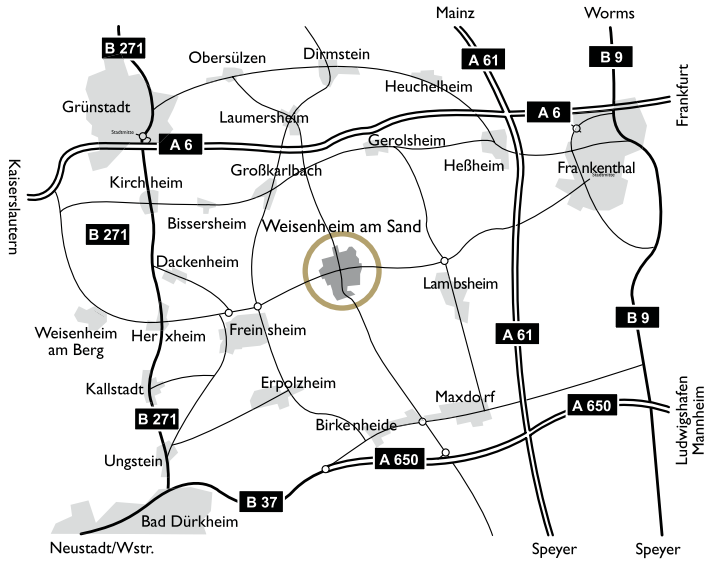 Mainz
Worms
B 271
Obersülzen
Dirmstein
A 61
B 9
Heuchelheim
Frankfurt
Grünstadt
Laumersheim
A 6
Stadtmitte
A 6
Gerolsheim
Heßheim
Kaiserslautern
Großkarlbach
Frankenthal
Stadtmitte
Kirchheim
Bissersheim
B 271
Weisenheim am Sand
Dackenheim
Lambsheim
B 9
Weisenheim
am Berg
Herxheim
Freinsheim
A 61
Kallstadt
Erpolzheim
Maxdorf
A 650
B 271
Birkenheide
Ludwigshafen
Mannheim
Ungstein
A 650
B 37
Bad Dürkheim
Neustadt/Wstr.
Speyer
Speyer